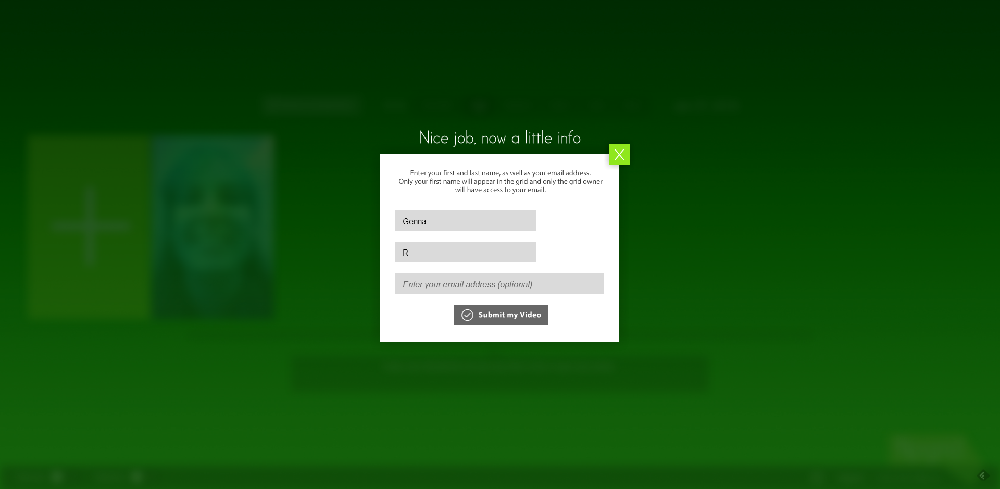 Nice job, now a little info
X
Enter your first and last name, as well as your email address.
Only your first name will appear in the grid and only the grid owner
will have access to your email.
Genna
R
Enter your email address (optional)
Submit my Video